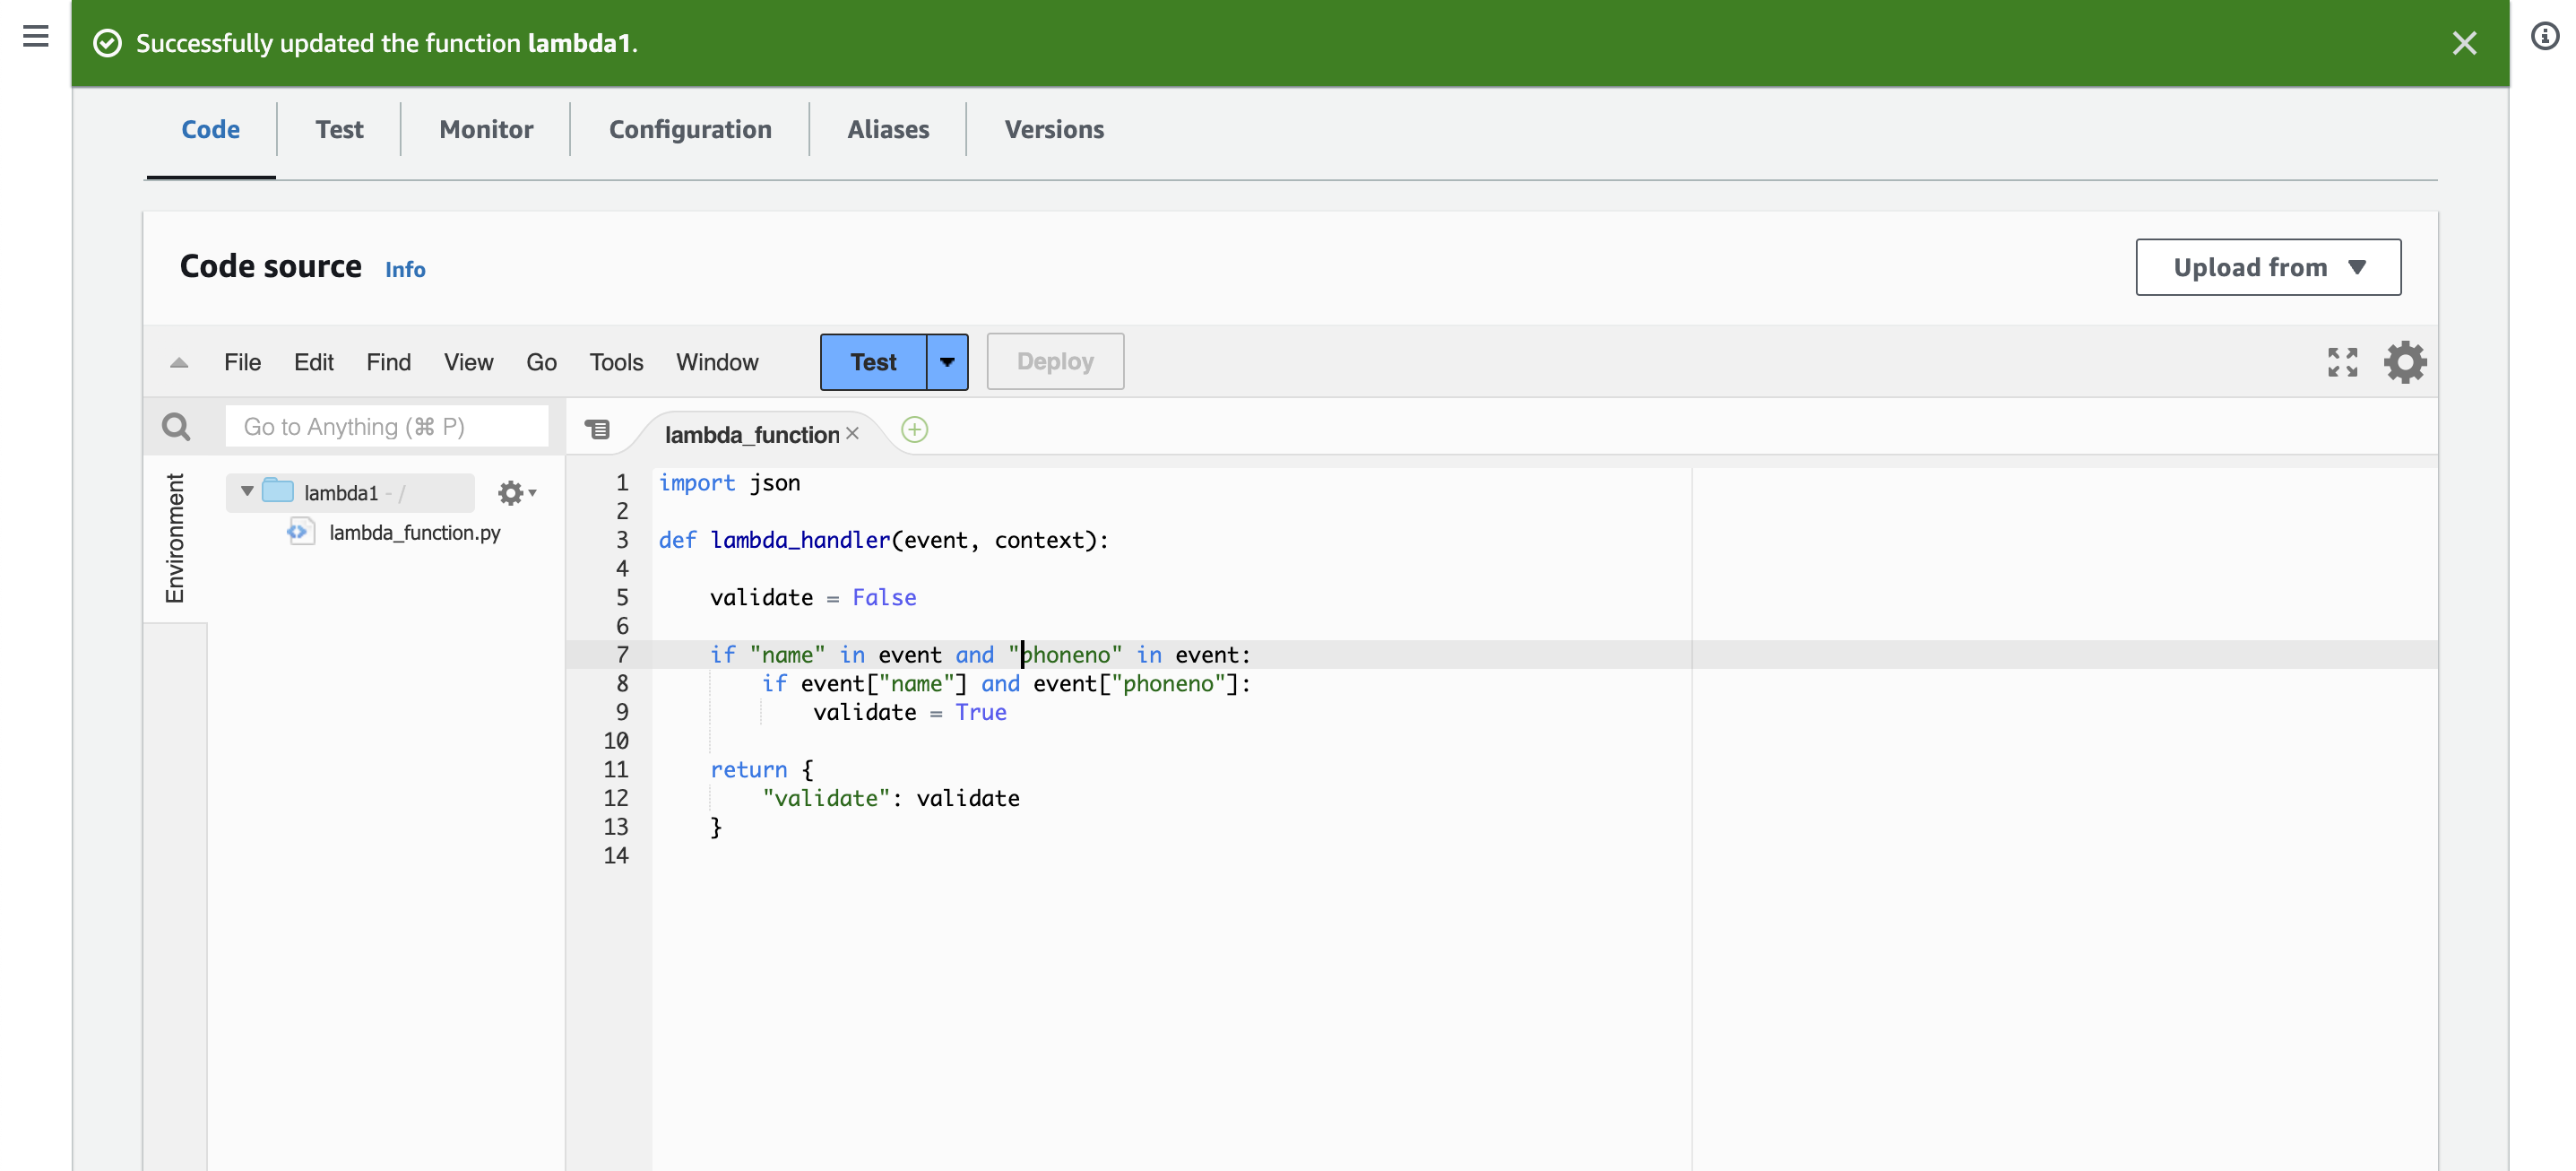 Successfully updated the function lambda1.
Code Test Monitor Configuration Aliases Versions
Code source Info Upload from
File Edit Find View Go Tools Window Test Deploy
Go to Anything (⌘ P) lambda_function
Environment
lambda1 - /
lambda_function.py
1 import json
2
3 def lambda_handler(event, context):
4
5     validate = False
6
7     if "name" in event and "phoneno" in event:
8         if event["name"] and event["phoneno"]:
9             validate = True
10
11     return {
12         "validate": validate
13     }
14